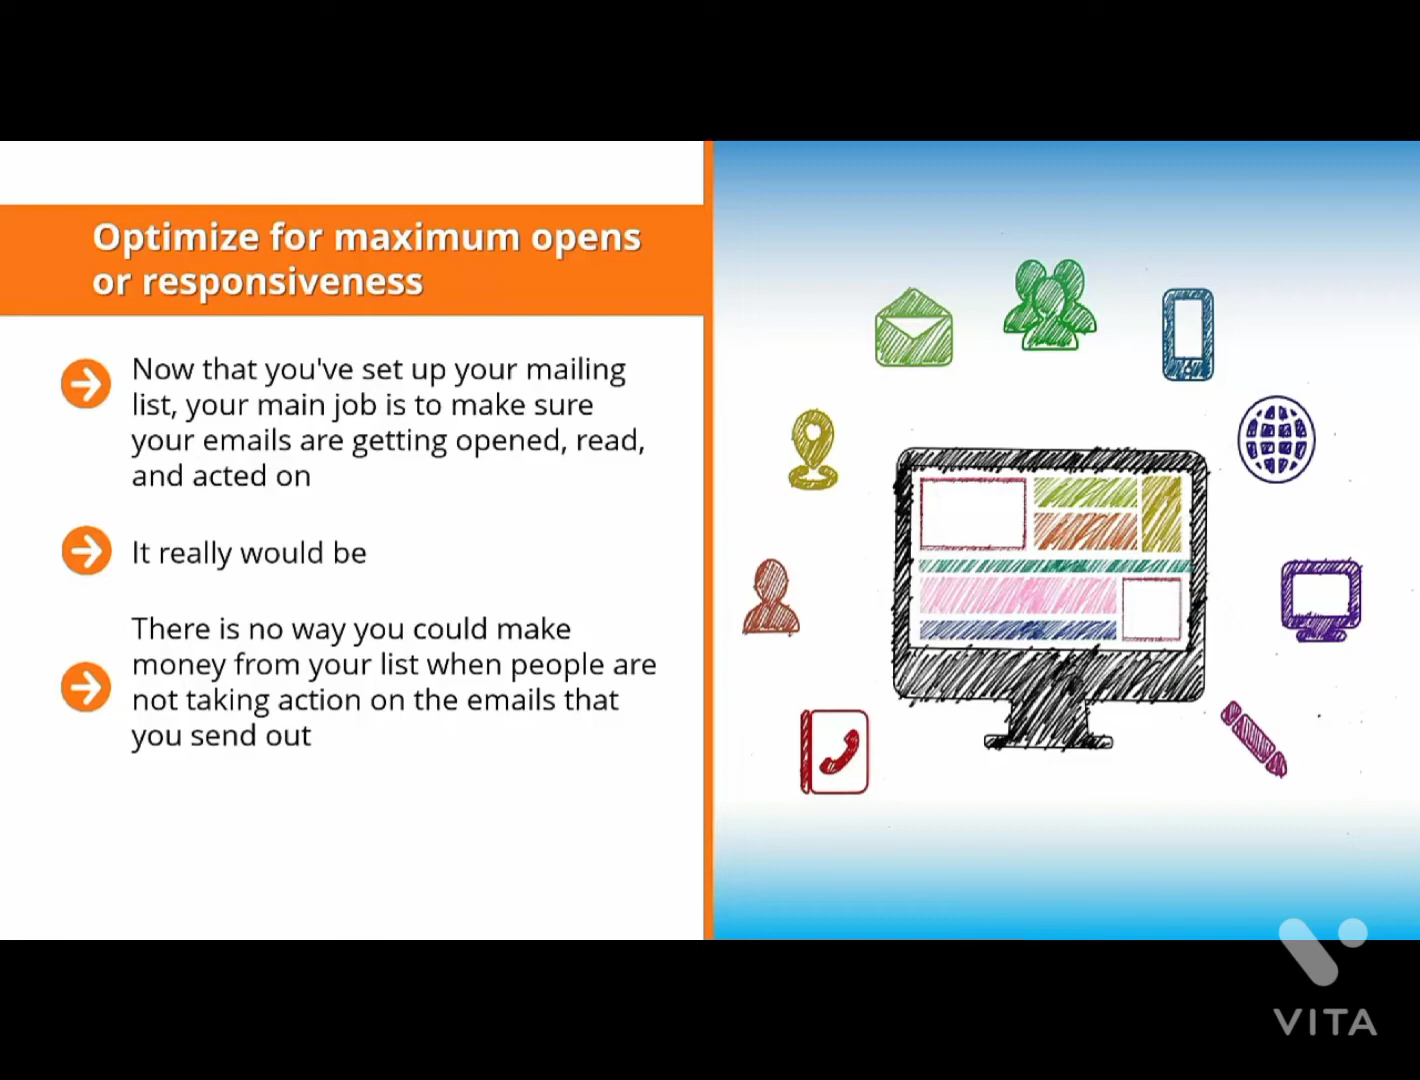 Optimize for maximum opens
or responsiveness
Now that you've set up your mailing
list, your main job is to make sure
your emails are getting opened, read,
and acted on
It really would be
There is no way you could make
money from your list when people are
not taking action on the emails that
you send out
VITA